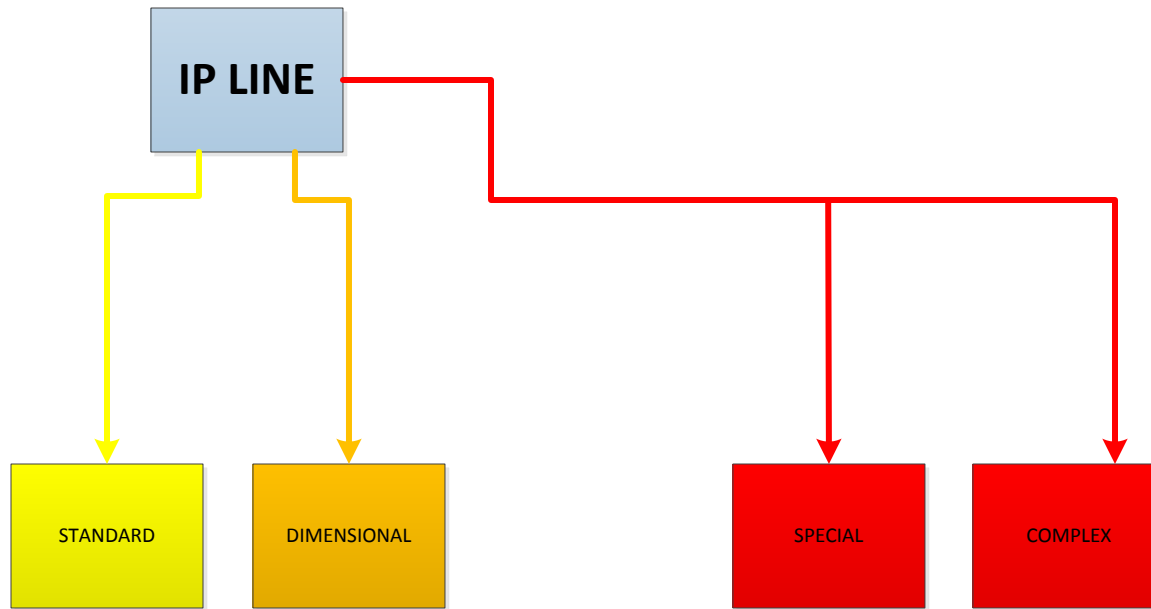 IP LINE
STANDARD
DIMENSIONAL
SPECIAL
COMPLEX